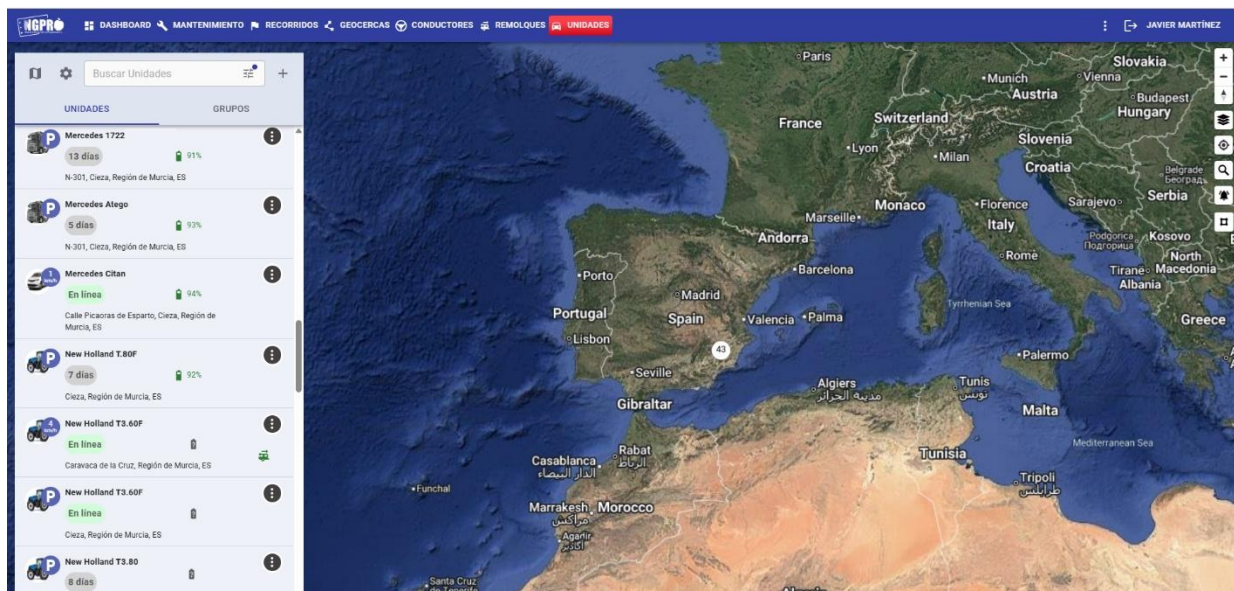 NGPRO DASHBOARD MANTENIMIENTO RECORRIDOS GEOCERCAS CONDUCTORES REMOLQUES UNIDADES JAVIER MARTÍNEZ
Buscar Unidades
UNIDADES GRUPOS
Mercedes 1722
P
13 días 91%
N-301, Cieza, Región de Murcia, ES
Mercedes Atego
P
5 días 93%
N-301, Cieza, Región de Murcia, ES
Mercedes Citan
1 km/h
En línea 94%
Calle Picaoras de Esparto, Cieza, Región de
Murcia, ES
New Holland T.80F
P
7 días 92%
Cieza, Región de Murcia, ES
New Holland T3.60F
4 km/h
En línea
Caravaca de la Cruz, Región de Murcia, ES
New Holland T3.60F
P
En línea
Cieza, Región de Murcia, ES
New Holland T3.80
P
8 días
Paris
Slovakia
Munich
Vienna
Austria
Budapest
Hungary
Switzerland
France
Slovenia
Lyon
Milan
Croatia
Belgrade
Београд
Serbia
Monaco
Florence
Sarajevo
Marseille
Italy
Andorra
Podgorica
Подгорица
Kosovo
Rome
North
Macedonia
Tirane
Albania
Porto
Barcelona
Madrid
Tyrrhenian Sea
Portugal
Spain
Valencia
Palma
Greece
Lisbon
43
Palermo
Seville
Algiers
مدينة الجزائر
Tunis
تونس
Gibraltar
Malta
Rabat
الرباط
Mediterranean Sea
Casablanca
الدار البيضاء
Tunisia
Tripoli
طرابلس
Funchal
Marrakesh
مراكش
Morocco
Agadir
أكادير
Santa Cruz
de Tenerife